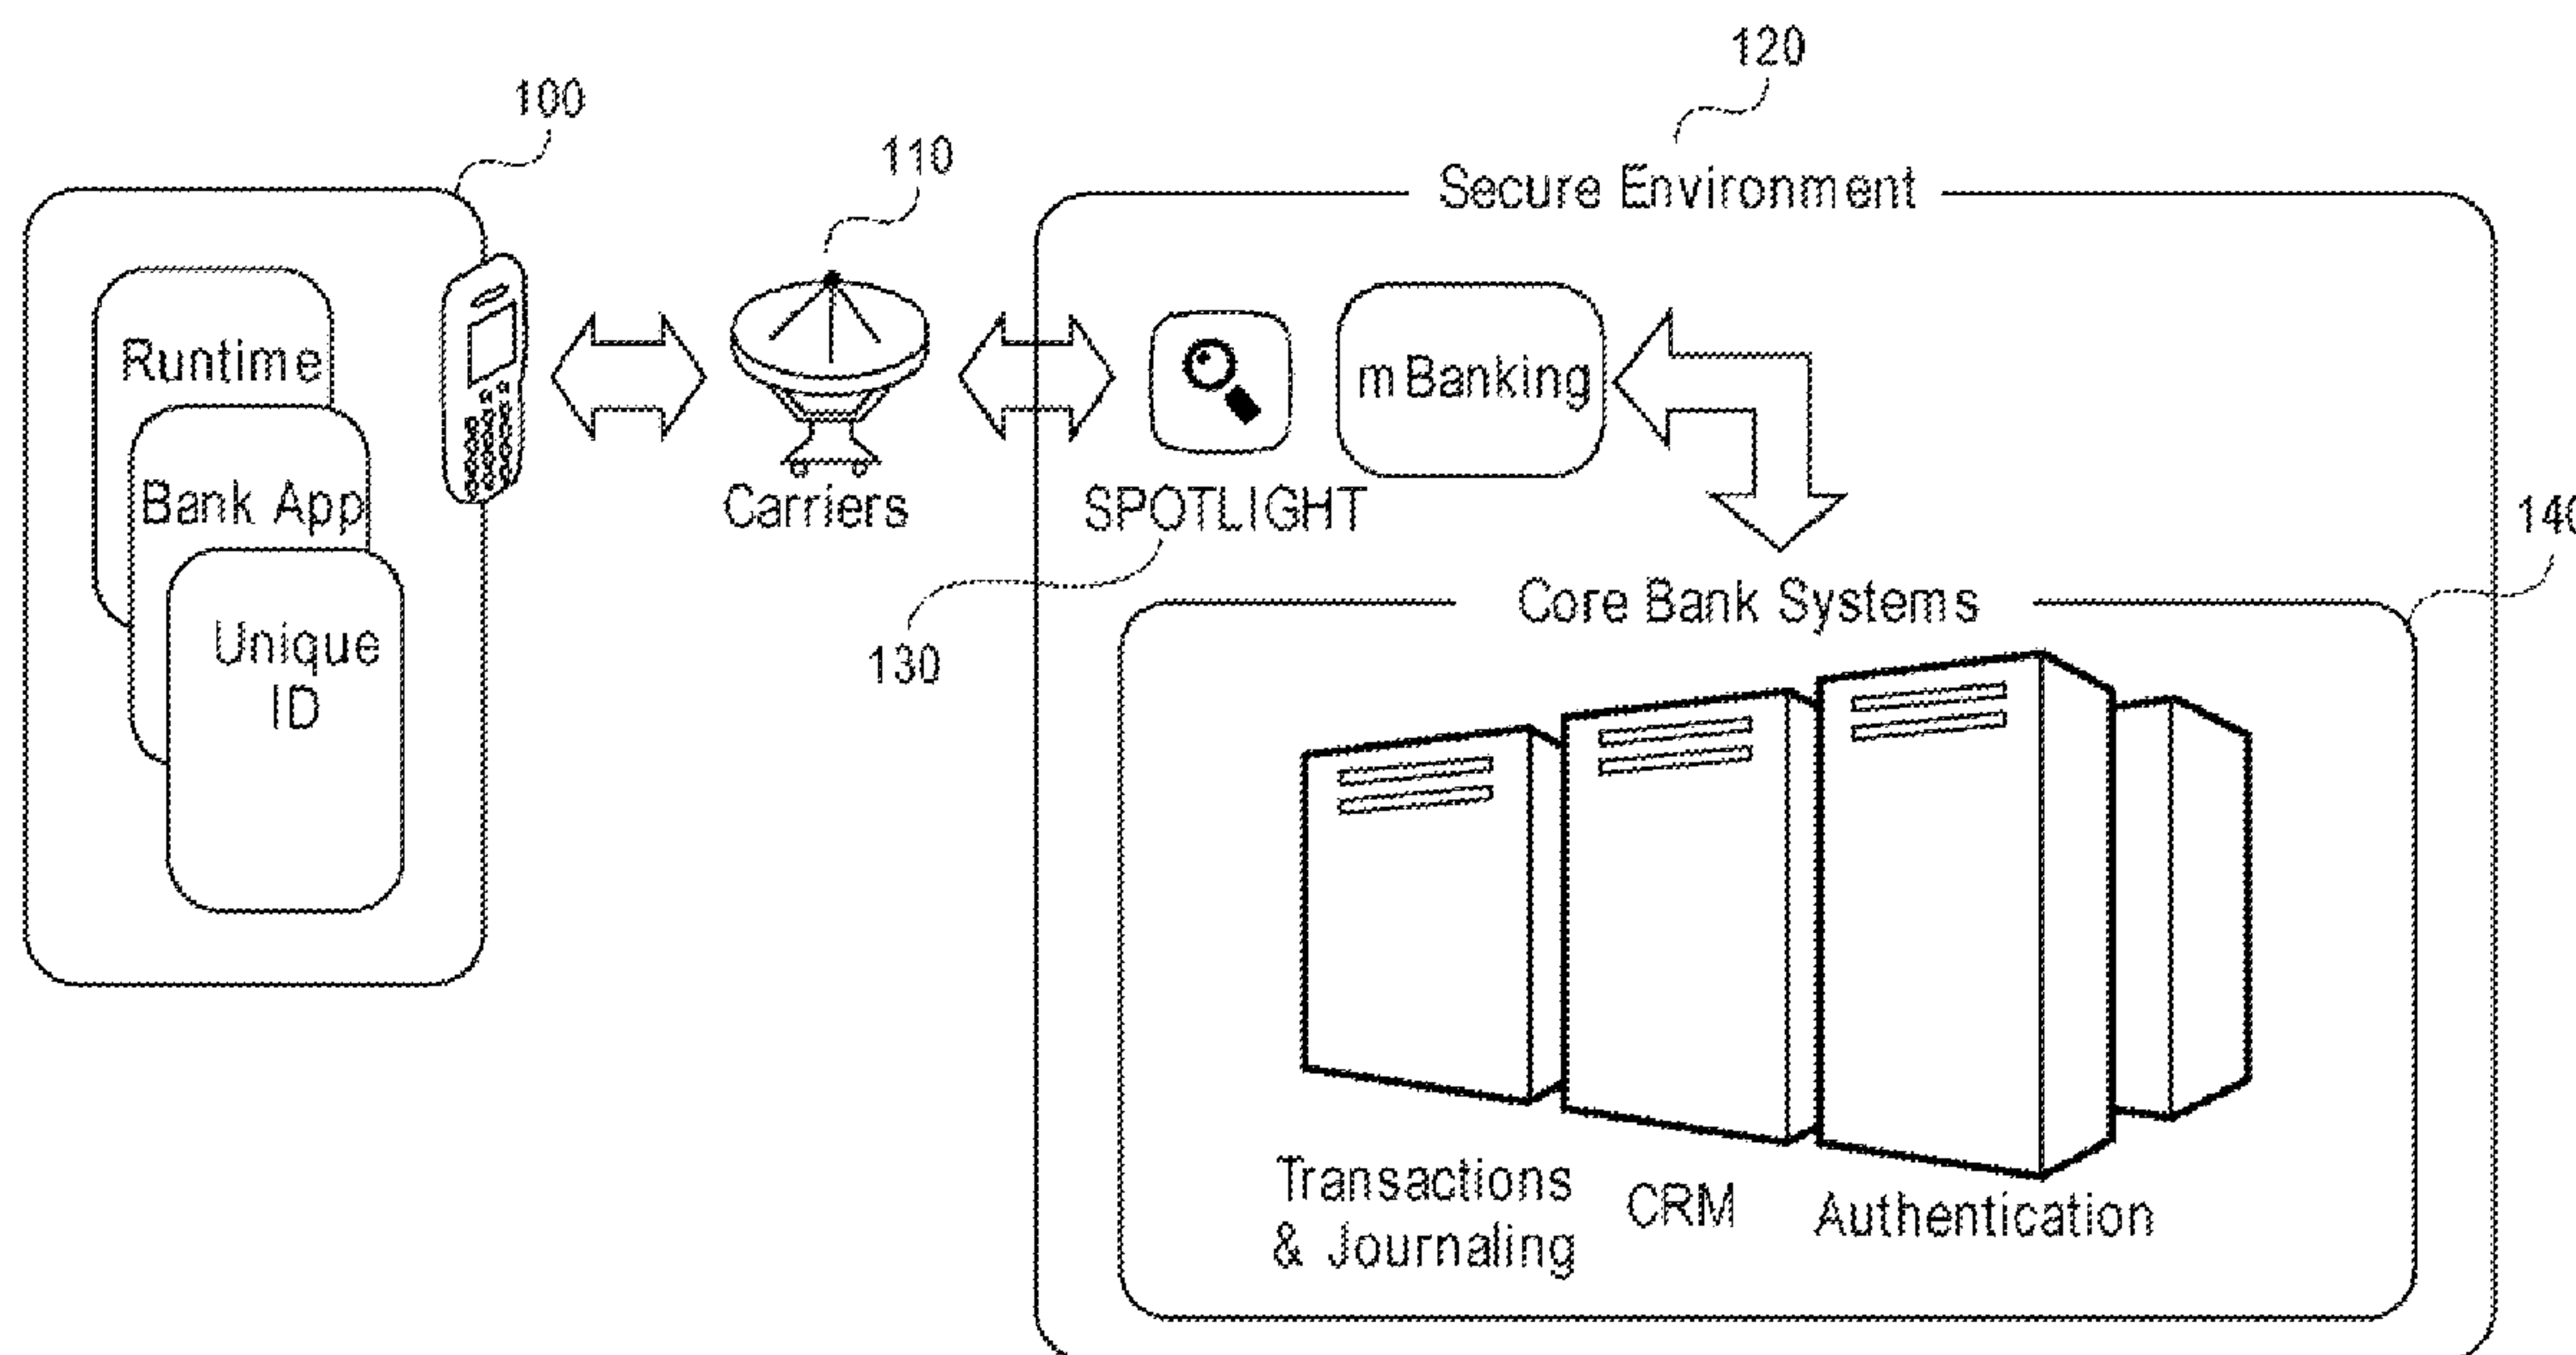 120
100
110
Secure Environment
Runtime
mBanking
Bank App
Carriers
SPOTLIGHT
140
Core Bank Systems
Unique
ID
130
Transactions
& Journaling
CRM
Authentication